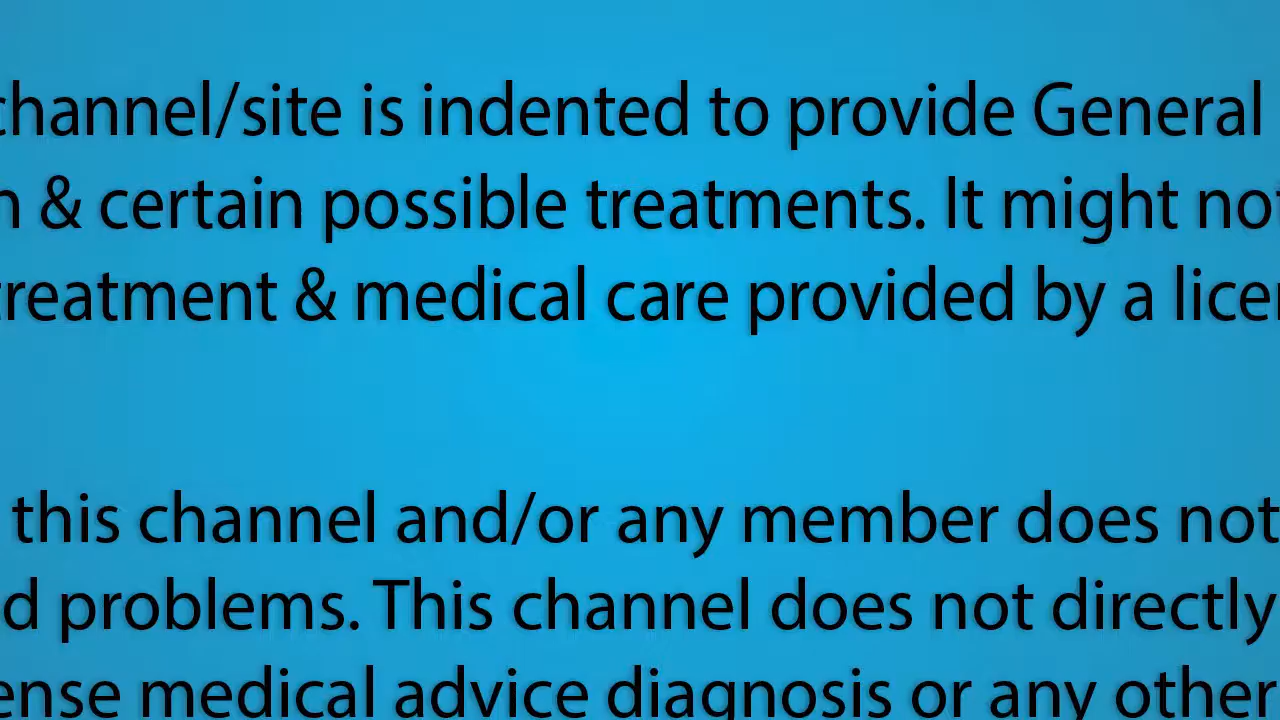 channel/site is indented to provide General
n & certain possible treatments. It might not
treatment & medical care provided by a licen
this channel and/or any member does not
d problems. This channel does not directly
ense medical advice diagnosis or any other